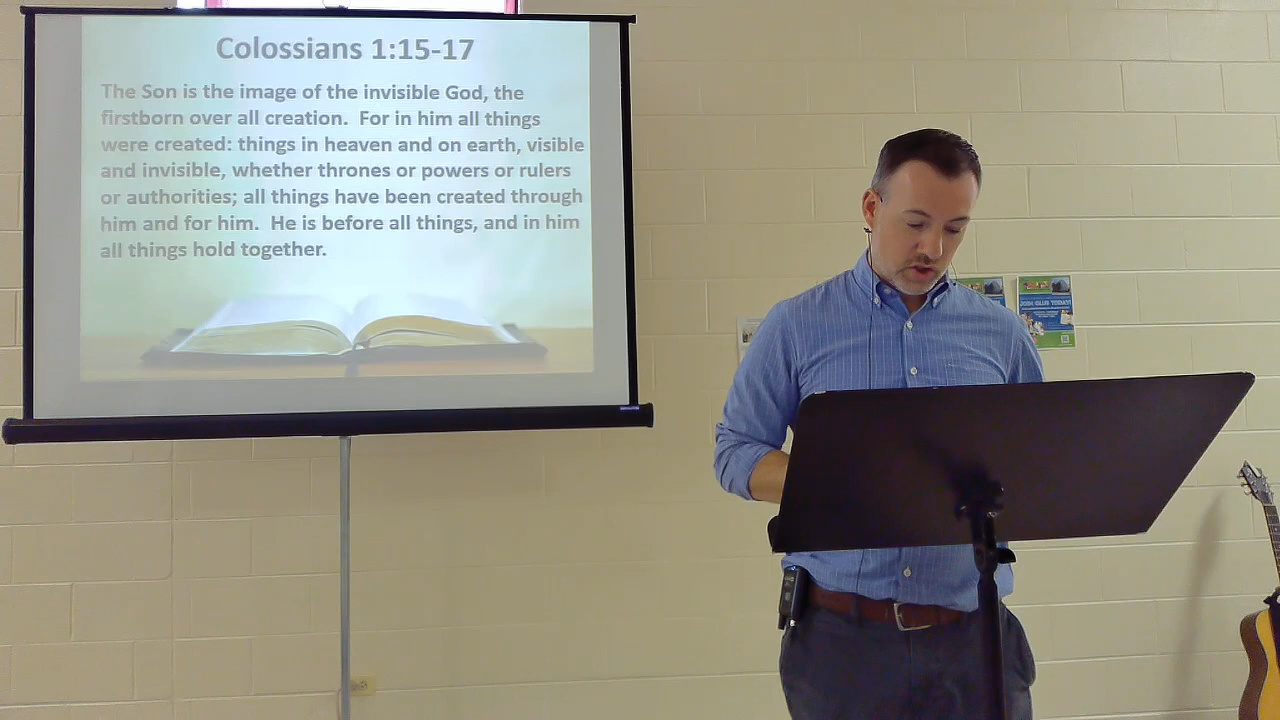 Colossians 1:15-17
The Son is the image of the invisible God, the
firstborn over all creation.  For in him all things
were created: things in heaven and on earth, visible
and invisible, whether thrones or powers or rulers
or authorities; all things have been created through
him and for him.  He is before all things, and in him
all things hold together.
JOIN CLUB TODAY!